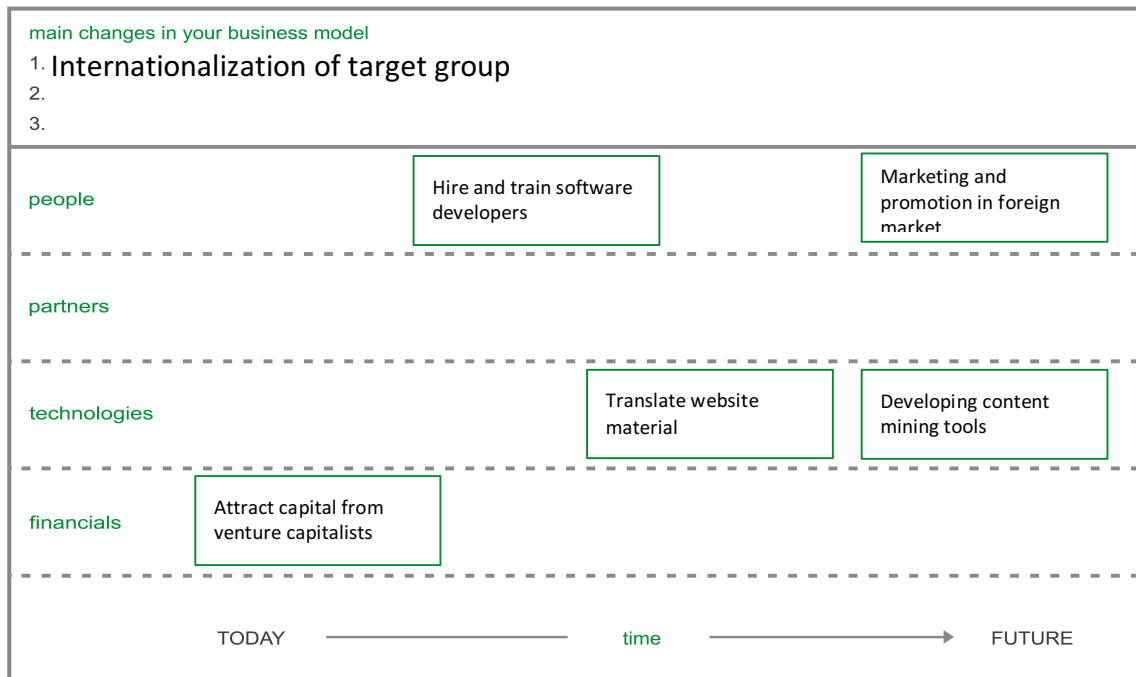 main changes in your business model
1. Internationalization of target group
2.
3.
people
Hire and train software
developers
Marketing and
promotion in foreign
market
partners
technologies
Translate website
material
Developing content
mining tools
financials
Attract capital from
venture capitalists
TODAY
time
FUTURE